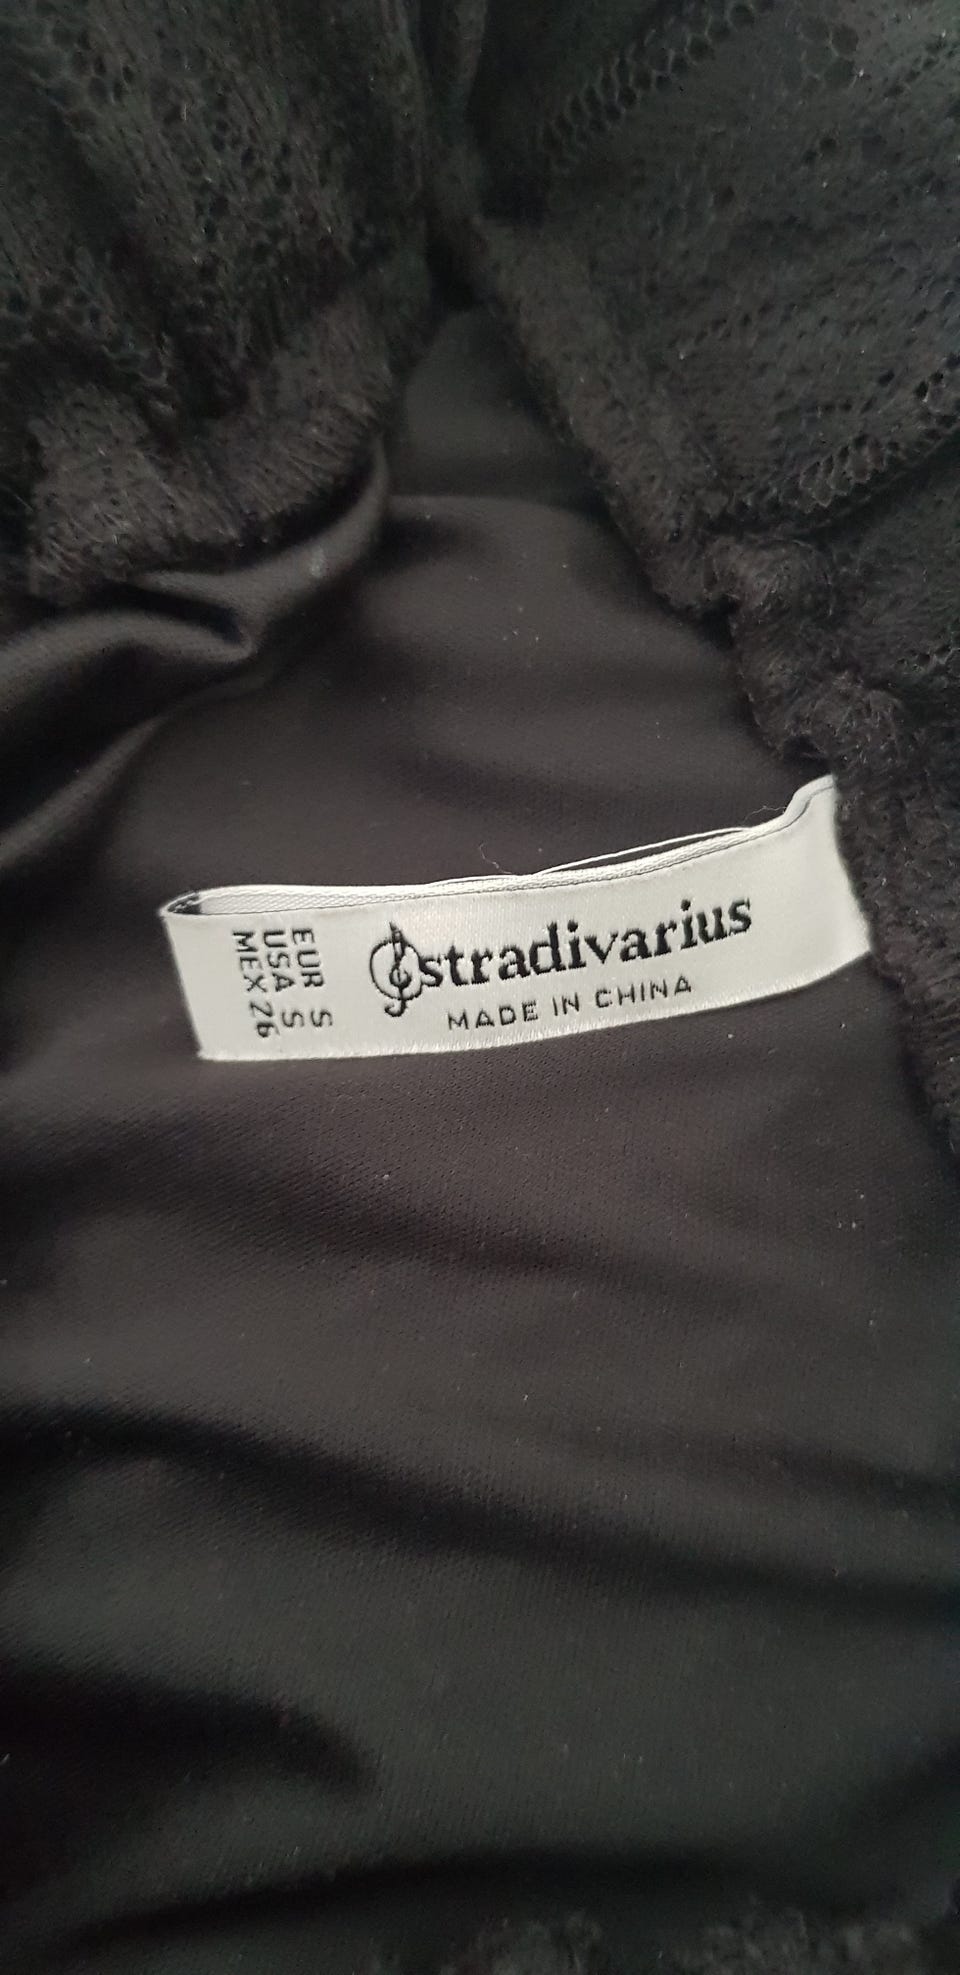 stradivarius
MADE IN CHINA
EUR S
USA S
MEX 26